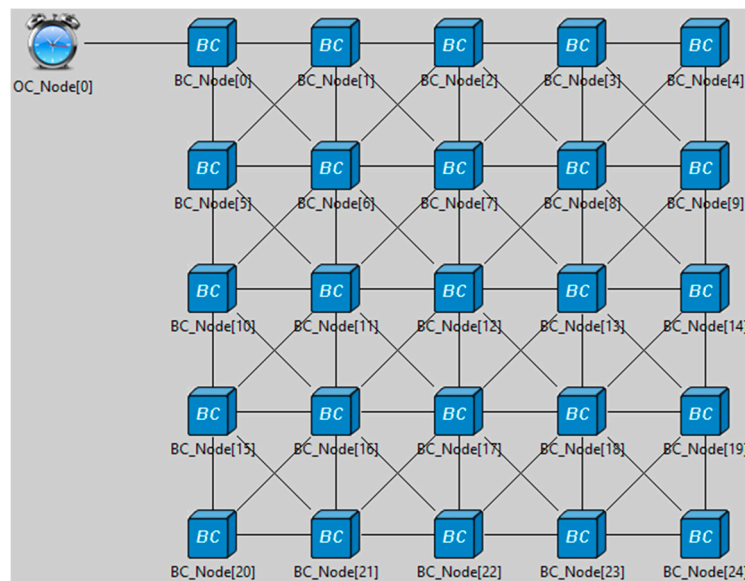 BC BC BC BC BC
OC_Node[0] BC_Node[0] BC_Node[1] BC_Node[2] BC_Node[3] BC_Node[4]
BC BC BC BC BC
BC_Node[5] BC_Node[6] BC_Node[7] BC_Node[8] BC_Node[9]
BC BC BC BC BC
BC_Node[10] BC_Node[11] BC_Node[12] BC_Node[13] BC_Node[14]
BC BC BC BC BC
BC_Node[15] BC_Node[16] BC_Node[17] BC_Node[18] BC_Node[19]
BC BC BC BC BC
BC_Node[20] BC_Node[21] BC_Node[22] BC_Node[23] BC_Node[24]